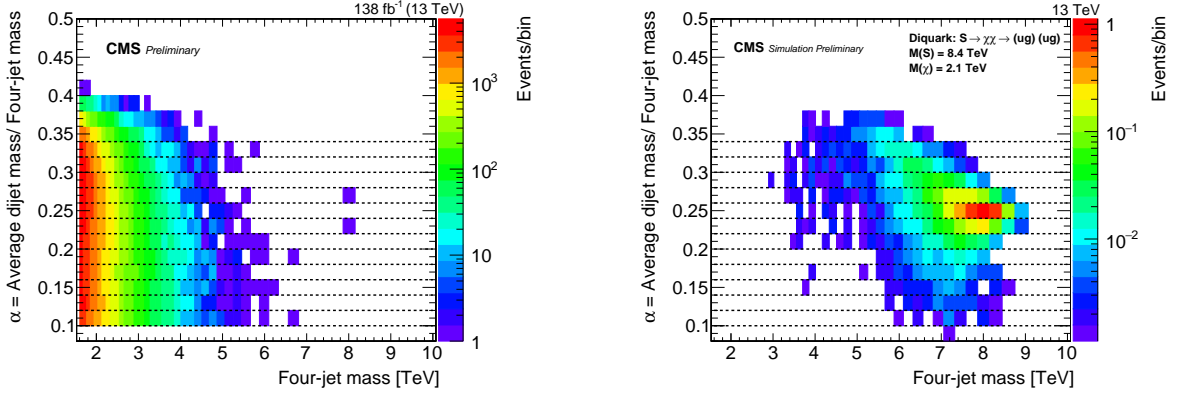 138 fb⁻¹ (13 TeV)
CMS Preliminary
α = Average dijet mass/ Four-jet mass
0.5
0.45
0.4
0.35
0.3
0.25
0.2
0.15
0.1
2 3 4 5 6 7 8 9 10
Four-jet mass [TeV]
Events/bin
10³
10²
10
1
13 TeV
CMS Simulation Preliminary
Diquark: S→ χχ → (ug) (ug)
M(S) = 8.4 TeV
M(χ) = 2.1 TeV
α = Average dijet mass/ Four-jet mass
0.5
0.45
0.4
0.35
0.3
0.25
0.2
0.15
0.1
2 3 4 5 6 7 8 9 10
Four-jet mass [TeV]
Events/bin
1
10⁻¹
10⁻²